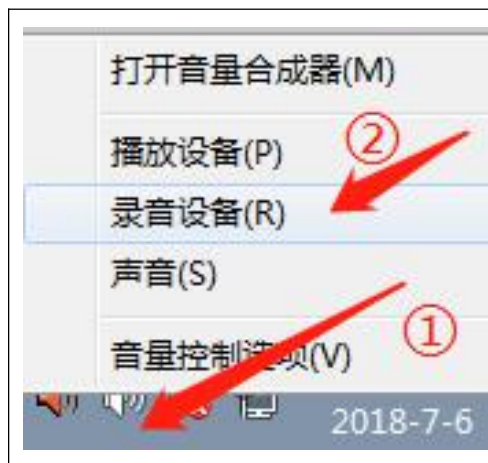 打开音量合成器(M)
播放设备(P)
②
录音设备(R)
声音(S)
①
音量控制选项(V)
2018-7-6